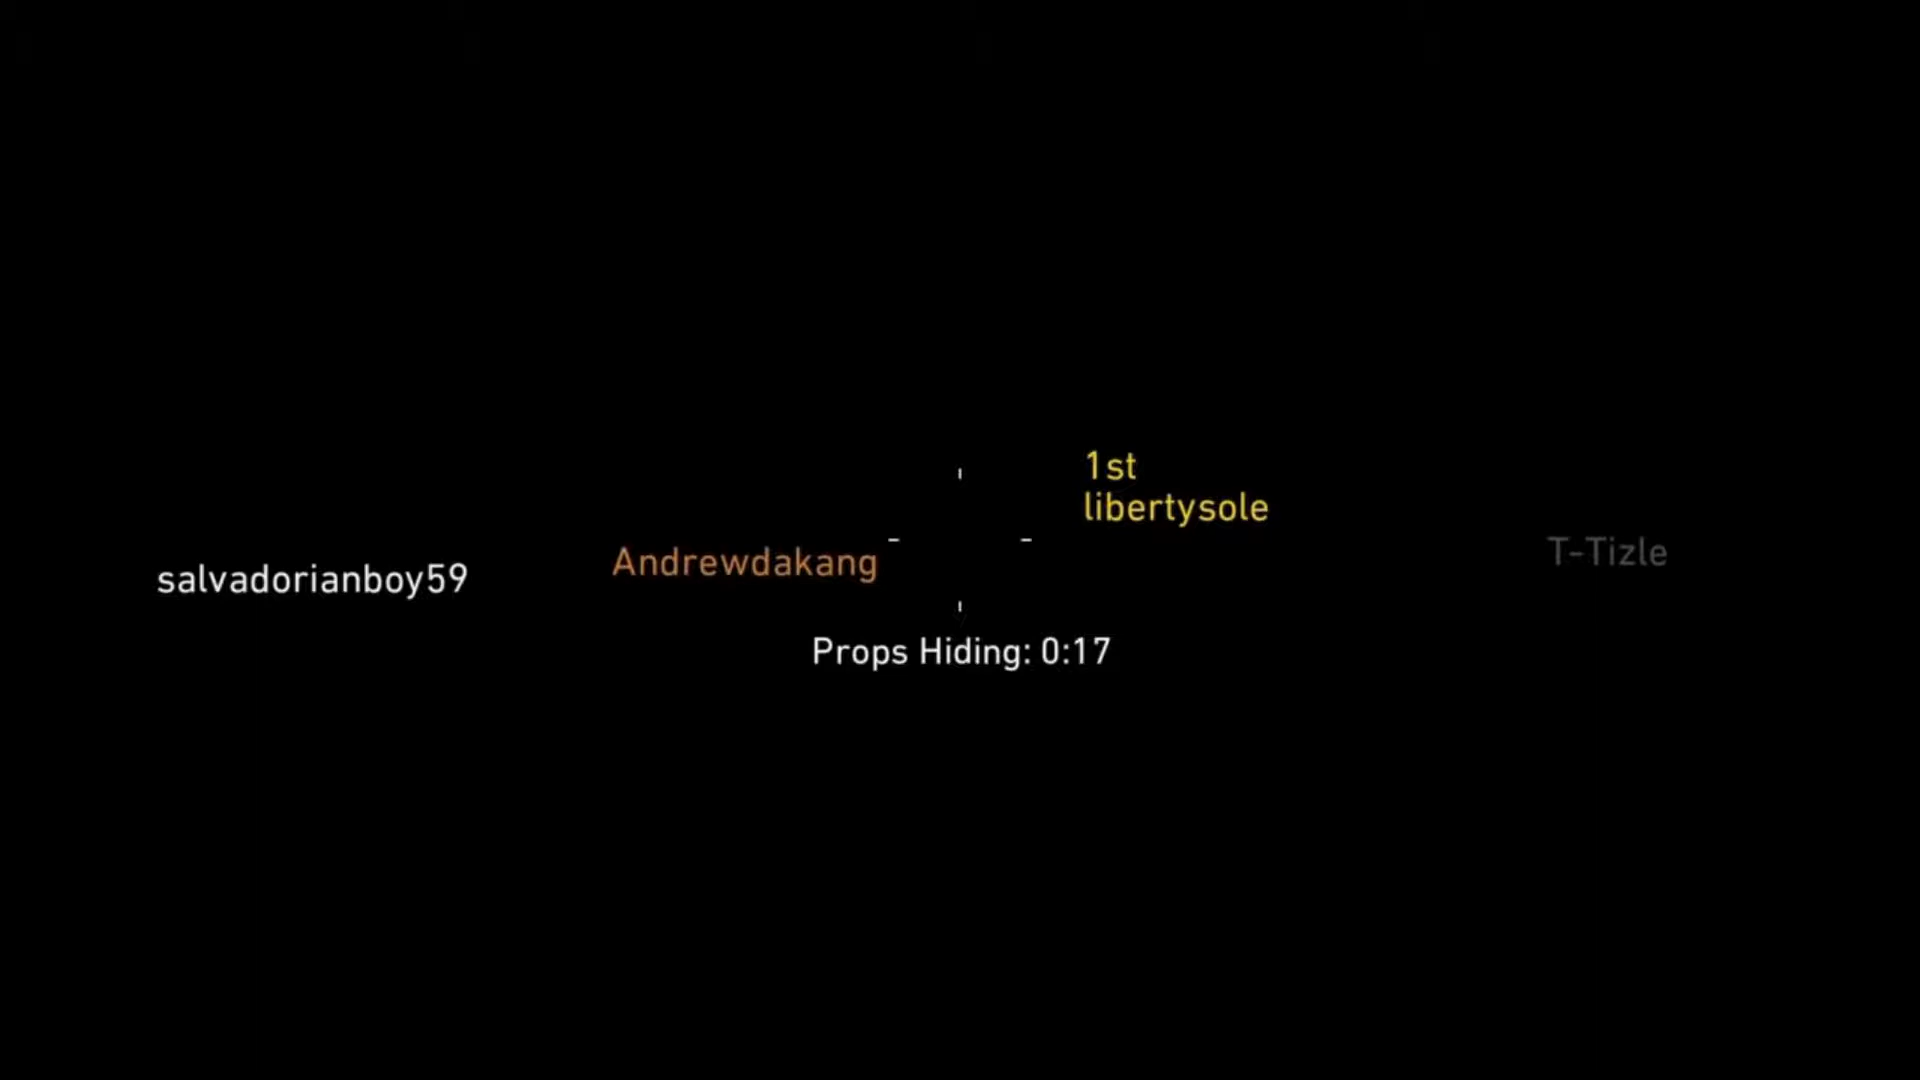 1st
libertysole
T-Tizle
Andrewdakang
salvadorianboy59
Props Hiding: 0:17